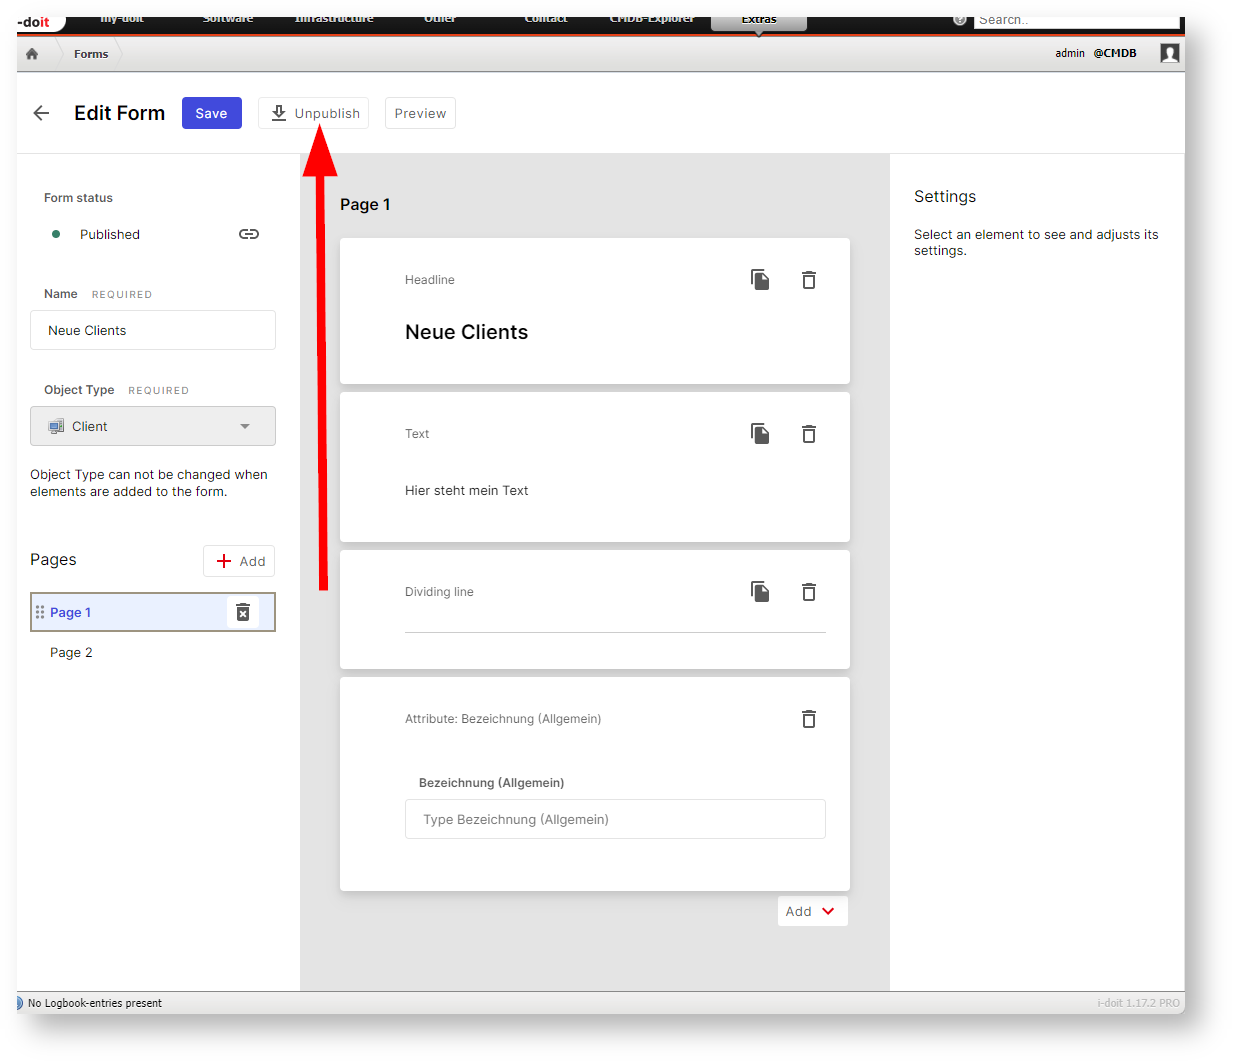 -doit
my-doit Software Infrastructure Other Contact CMDB-Explorer Extras Search..
Forms
admin @CMDB
Edit Form
Save
Unpublish
Preview
Form status
Published
Name REQUIRED
Neue Clients
Object Type REQUIRED
Client
Object Type can not be changed when
elements are added to the form.
Pages
Add
Page 1
Page 2
Page 1
Headline
Neue Clients
Text
Hier steht mein Text
Dividing line
Attribute: Bezeichnung (Allgemein)
Bezeichnung (Allgemein)
Type Bezeichnung (Allgemein)
Add
Settings
Select an element to see and adjusts its
settings.
No Logbook-entries present
i-doit 1.17.2 PRO